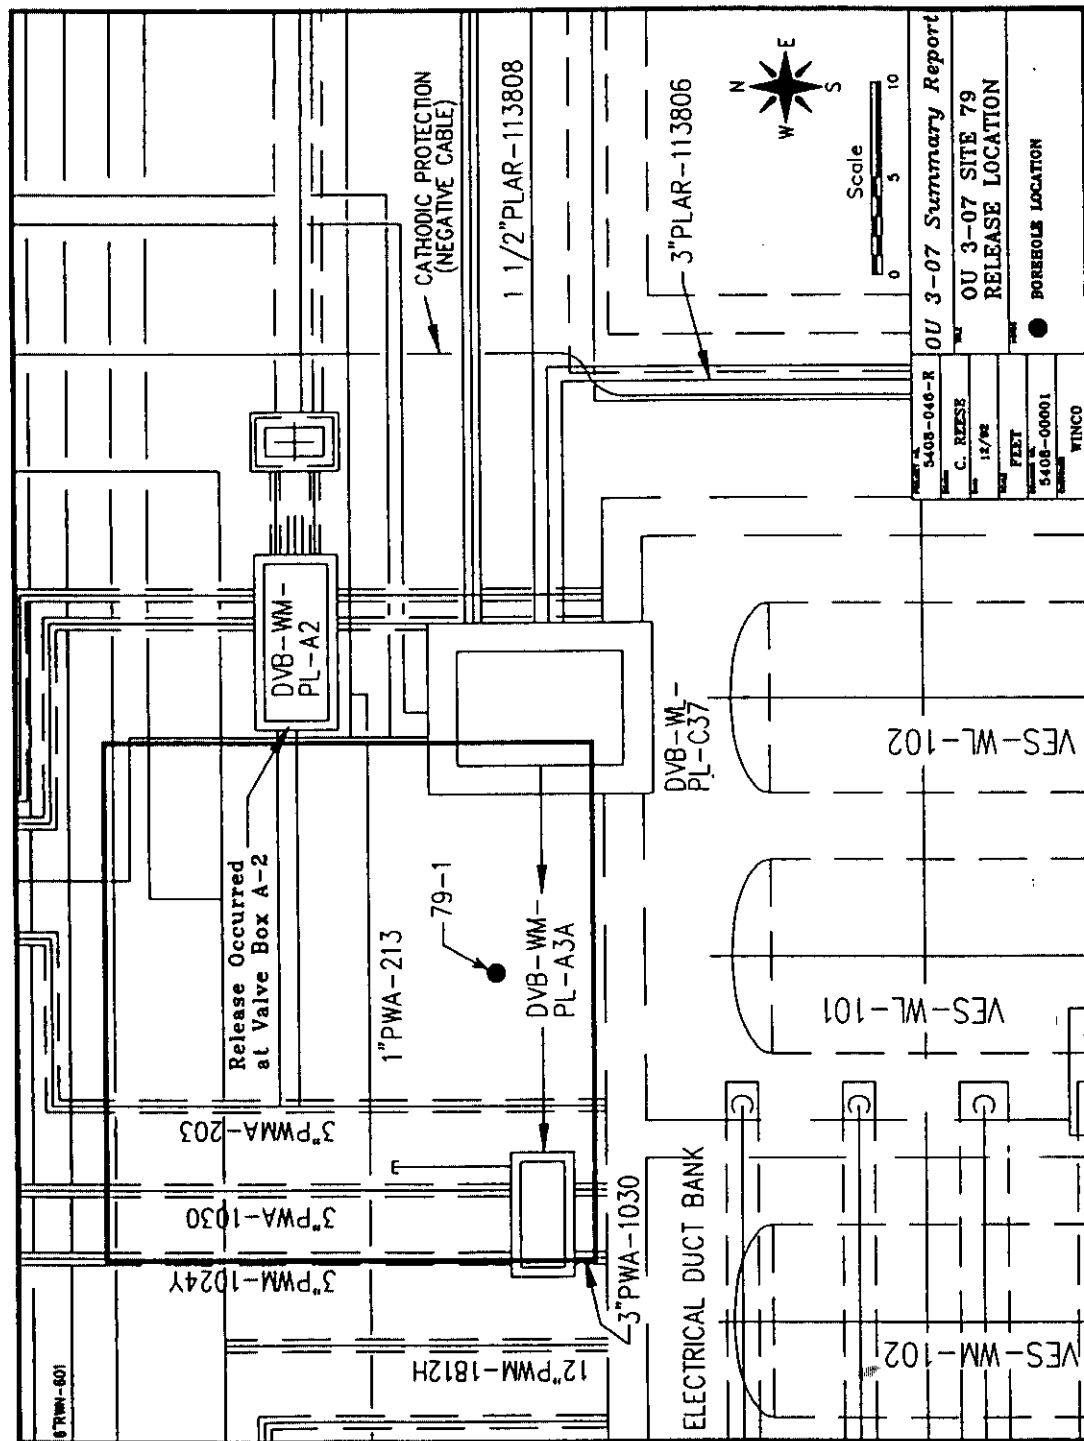 6"RWN-601
12"PWM-1812H
3"PWM-1024Y
3"PWA-1030
3"PWMA-203
Release Occurred
at Valve Box A-2
1"PWA-213
79-1
DVB-WM-
PL-A3A
3"PWA-1030
DVB-WM-
PL-A2
CATHODIC PROTECTION
(NEGATIVE CABLE)
1 1/2"PLAR-113808
3"PLAR-113806
DVB-WL-
PL-C37
ELECTRICAL DUCT BANK
VES-WM-102
VES-WL-101
VES-WL-102
N
E
S
W
Scale
0 5 10
5408-046-R
C. REESE
12/92
FEET
5408-00001
WINCO
OU 3-07 Summary Report
OU 3-07 SITE 79
RELEASE LOCATION
BOREHOLE LOCATION